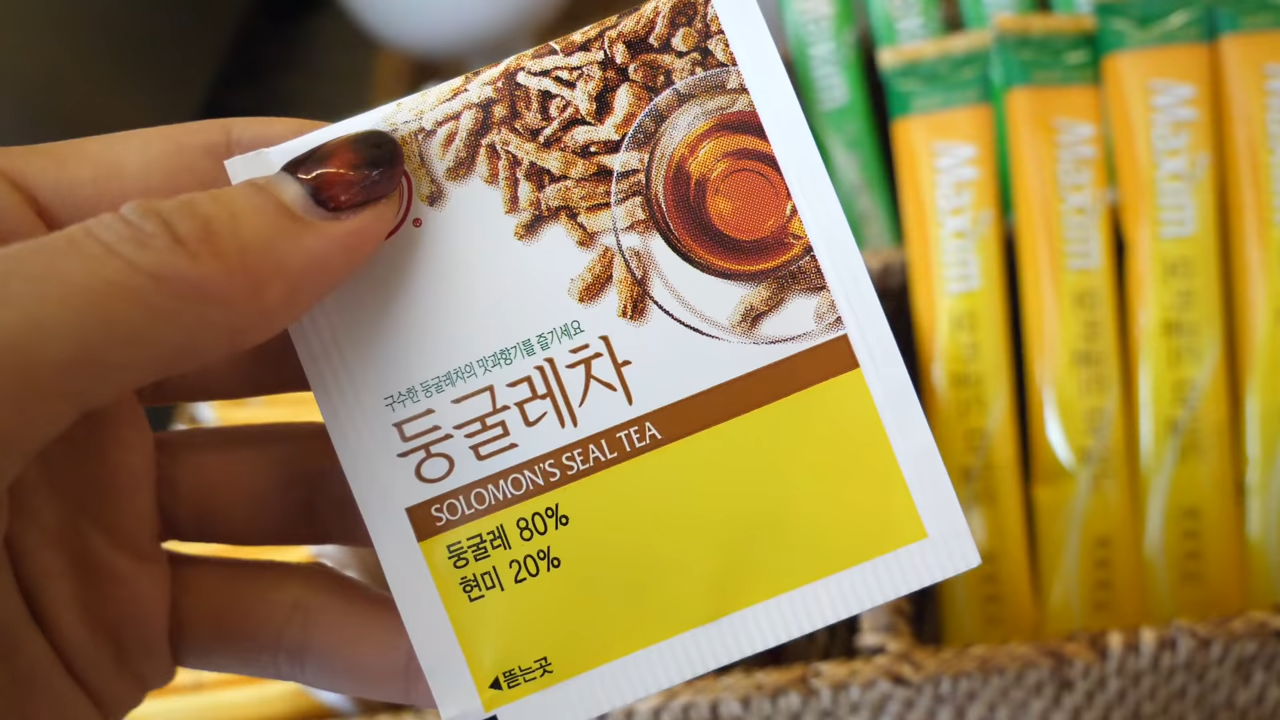 ®
구수한 둥굴레차의 맛과향기를 즐기세요
둥굴레차
SOLOMON'S SEAL TEA
둥굴레 80%
현미 20%
◀뜯는곳
Maxim
Maxim
Maxim